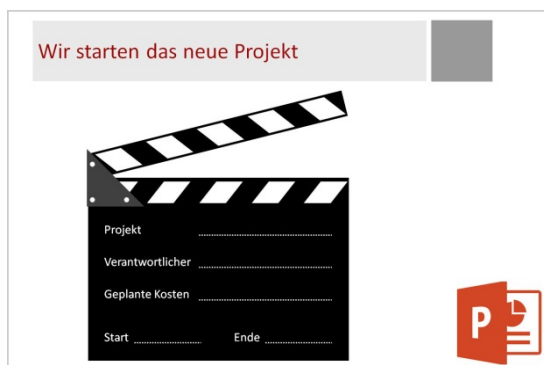 Wir starten das neue Projekt
Projekt
Verantwortlicher
Geplante Kosten
Start Ende
P